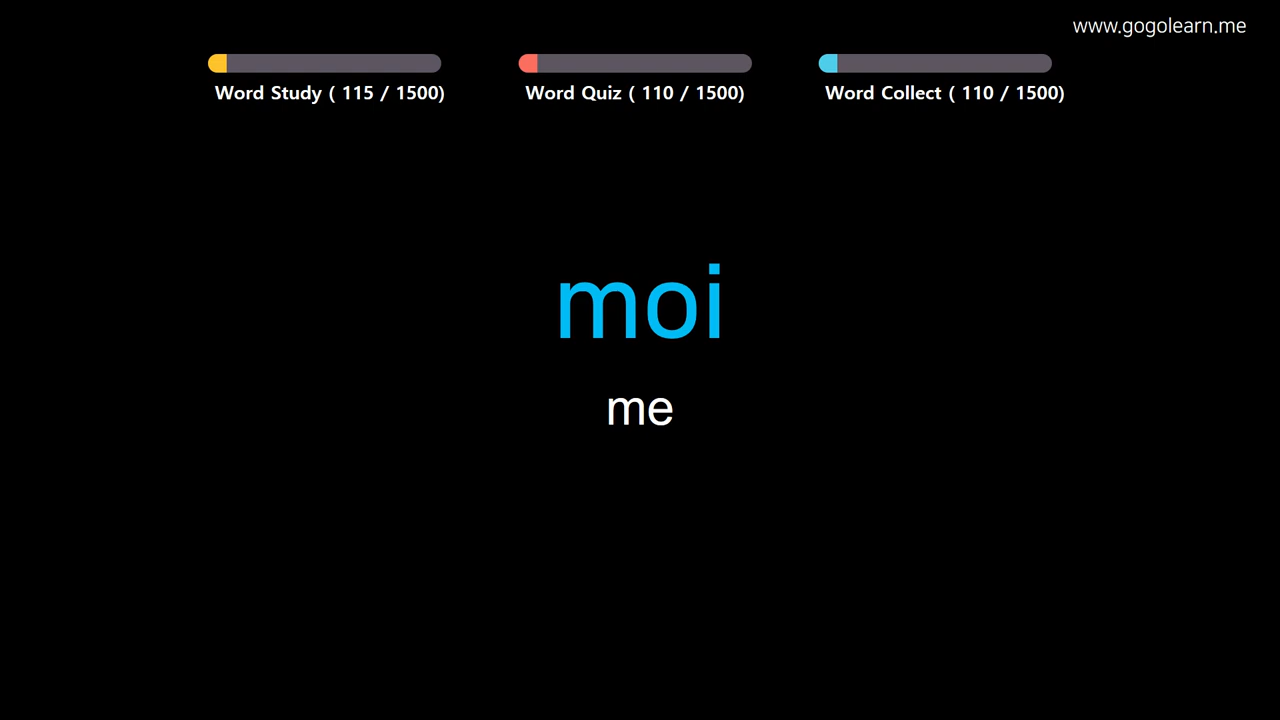 www.gogolearn.me
Word Study ( 115 / 1500)
Word Quiz ( 110 / 1500)
Word Collect ( 110 / 1500)
moi
me